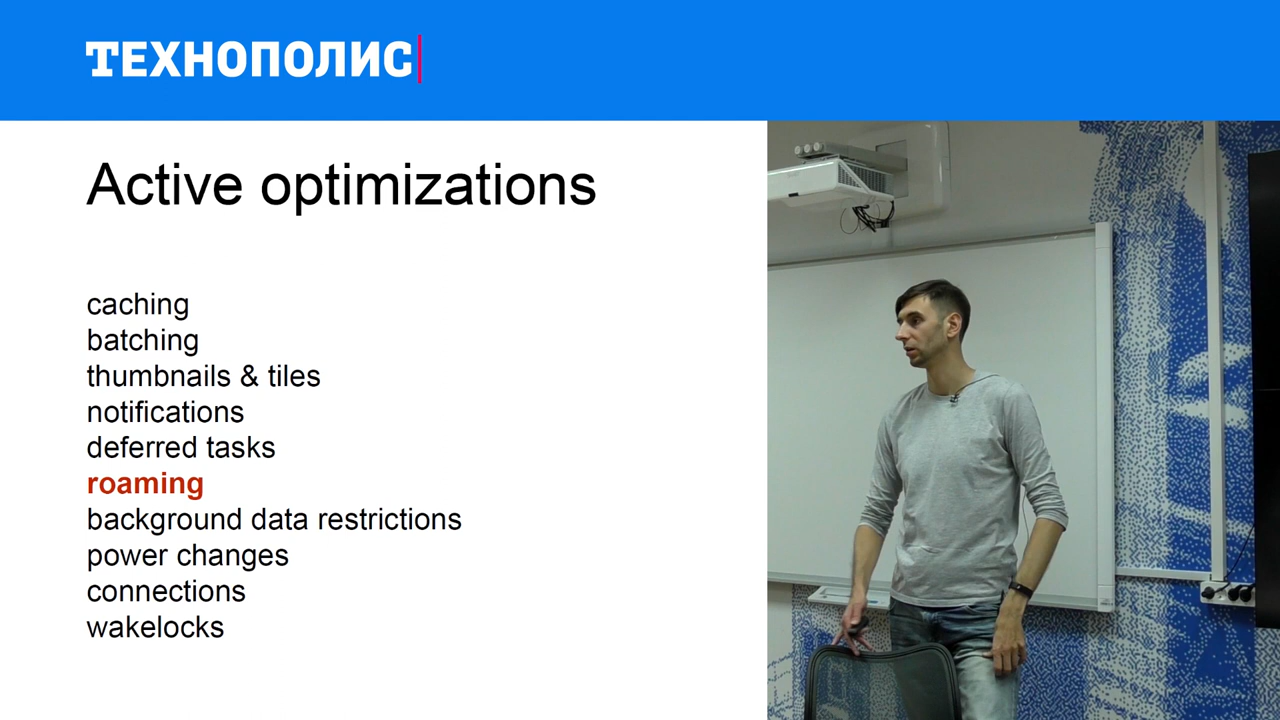 ТЕХНОПОЛИС
Active optimizations
caching
batching
thumbnails & tiles
notifications
deferred tasks
roaming
background data restrictions
power changes
connections
wakelocks